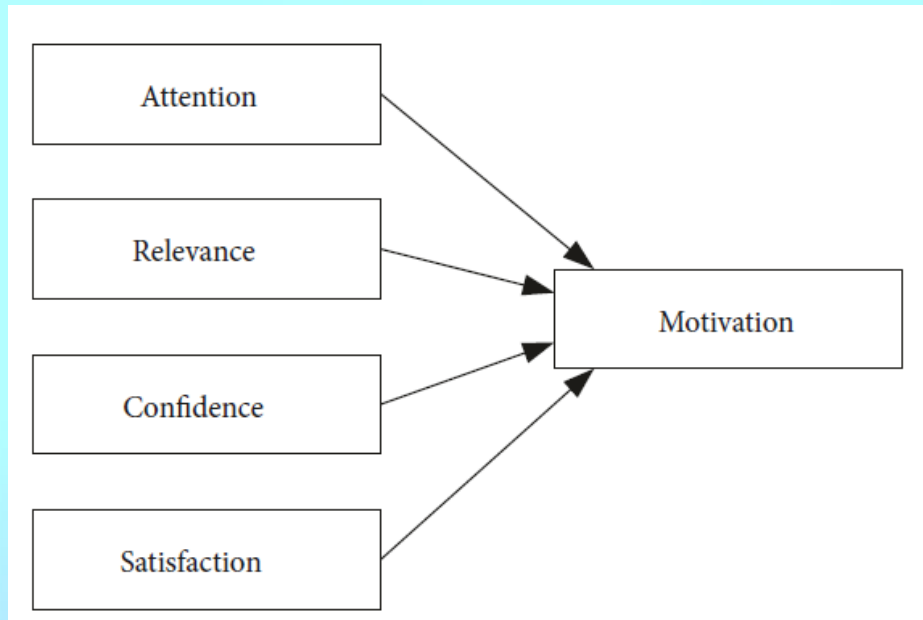 Attention
Relevance
Confidence
Satisfaction
Motivation